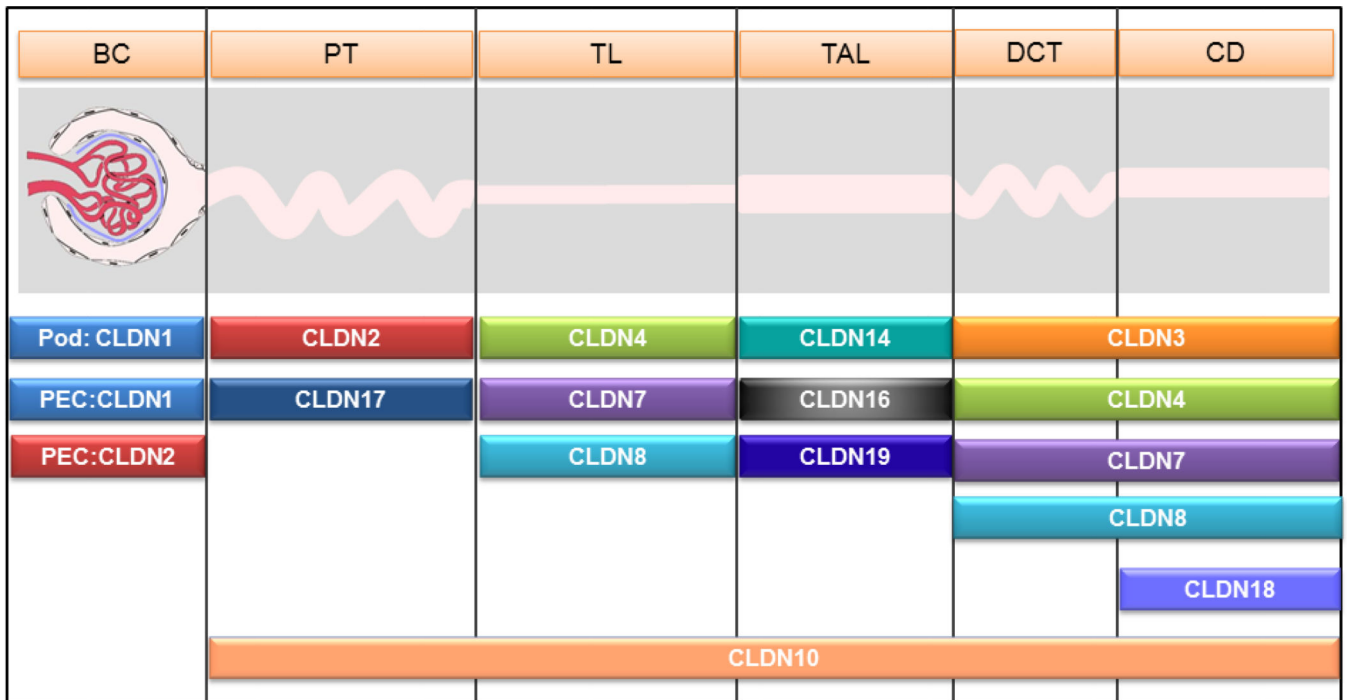 BC PT TL TAL DCT CD
Pod: CLDN1 CLDN2 CLDN4 CLDN14 CLDN3
PEC:CLDN1 CLDN17 CLDN7 CLDN16 CLDN4
PEC:CLDN2 CLDN8 CLDN19 CLDN7
CLDN8
CLDN18
CLDN10